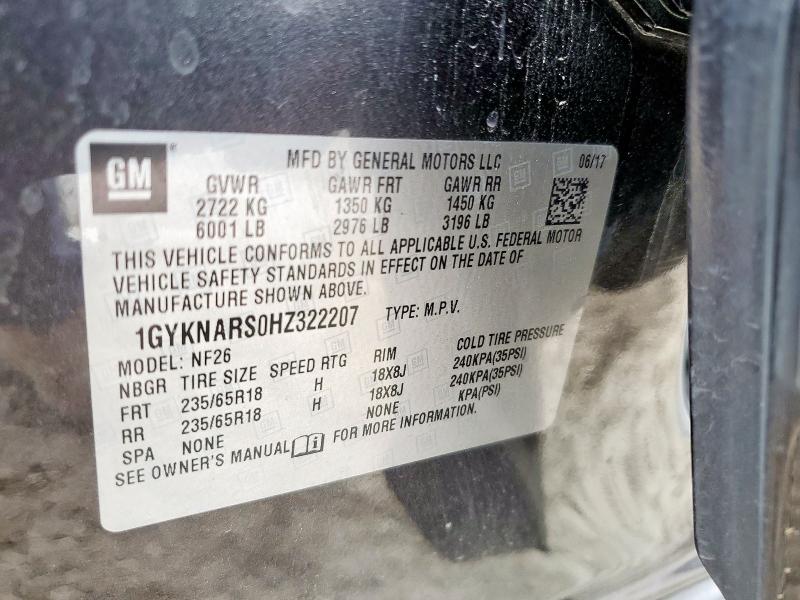 GM ® MFD BY GENERAL MOTORS LLC 06/17
GVWR GAWR FRT GAWR RR
2722 KG 1350 KG 1450 KG
6001 LB 2976 LB 3196 LB
THIS VEHICLE CONFORMS TO ALL APPLICABLE U.S. FEDERAL MOTOR
VEHICLE SAFETY STANDARDS IN EFFECT ON THE DATE OF
MANUFACTURE SHOWN ABOVE.
1GYKNARS0HZ322207 TYPE: M.P.V.
MODEL: NF26
NBGR TIRE SIZE SPEED RTG RIM COLD TIRE PRESSURE
FRT 235/65R18 H 18X8J 240KPA(35PSI)
RR 235/65R18 H 18X8J 240KPA(35PSI)
SPA NONE NONE KPA(PSI)
SEE OWNER'S MANUAL FOR MORE INFORMATION.